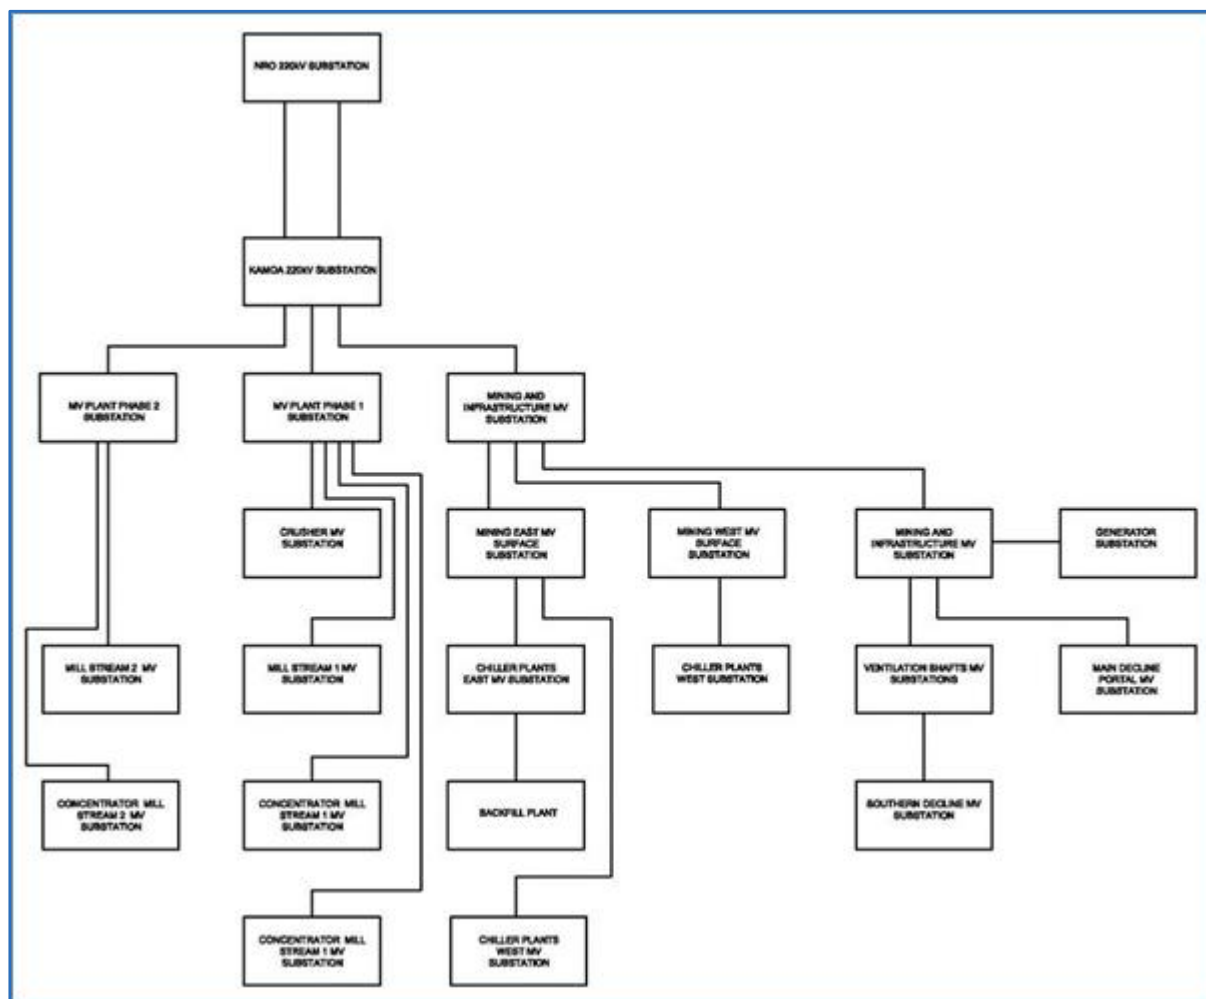 NRO 220kV SUBSTATION
KAMOA 220kV SUBSTATION
MV PLANT PHASE 2
SUBSTATION
MV PLANT PHASE 1
SUBSTATION
MINING AND
INFRASTRUCTURE MV
SUBSTATION
CRUSHER MV
SUBSTATION
MINING EAST MV
SURFACE
SUBSTATION
MINING WEST MV
SURFACE
SUBSTATION
MINING AND
INFRASTRUCTURE MV
SUBSTATION
GENERATOR
SUBSTATION
MILL STREAM 2 MV
SUBSTATION
MILL STREAM 1 MV
SUBSTATION
CHILLER PLANTS
EAST MV SUBSTATION
CHILLER PLANTS
WEST SUBSTATION
VENTILATION SHAFTS MV
SUBSTATIONS
MAIN DECLINE
PORTAL MV
SUBSTATION
CONCENTRATOR MILL
STREAM 2 MV
SUBSTATION
CONCENTRATOR MILL
STREAM 1 MV
SUBSTATION
BACKFILL PLANT
SOUTHERN DECLINE MV
SUBSTATION
CONCENTRATOR MILL
STREAM 1 MV
SUBSTATION
CHILLER PLANTS
WEST MV
SUBSTATION